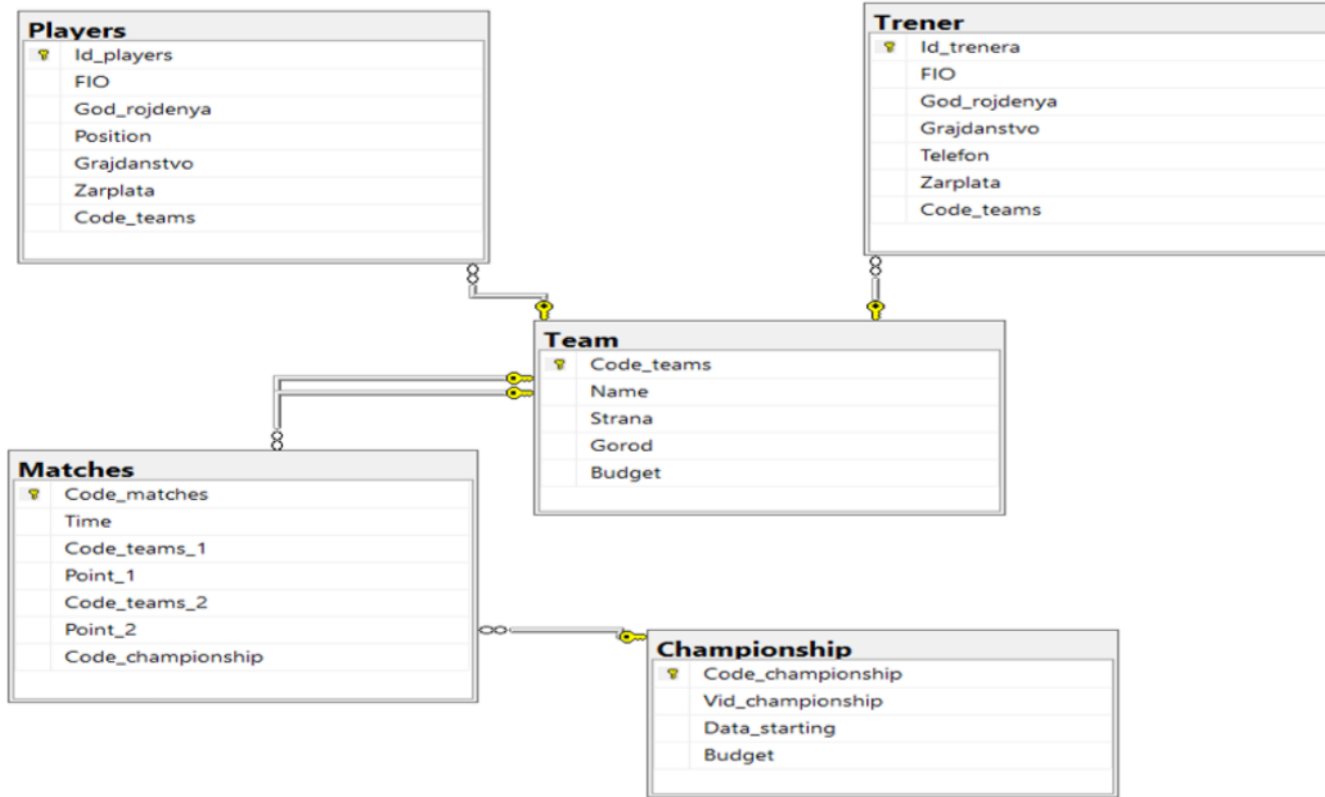 Players
Id_players
FIO
God_rojdenya
Position
Grajdanstvo
Zarplata
Code_teams
Trener
Id_trenera
FIO
God_rojdenya
Grajdanstvo
Telefon
Zarplata
Code_teams
Team
Code_teams
Name
Strana
Gorod
Budget
Matches
Code_matches
Time
Code_teams_1
Point_1
Code_teams_2
Point_2
Code_championship
Championship
Code_championship
Vid_championship
Data_starting
Budget